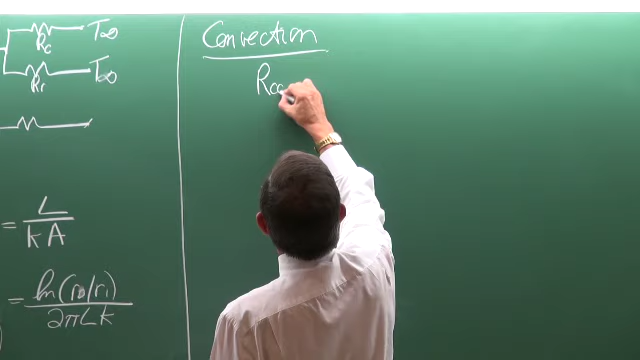 Rc T∞
Rr T∞
= L / kA
= ln(ro/ri) / 2πLk
Convection
Rco